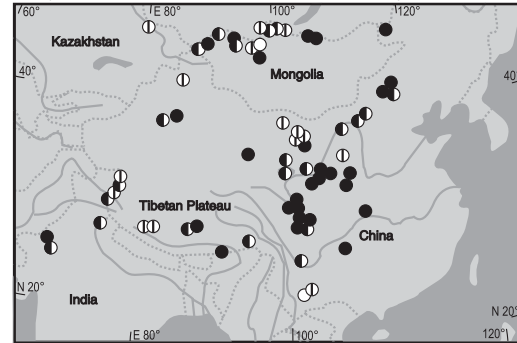 60° E 80° 100° 120°
Kazakhstan
Mongolia
40° 40°
Tibetan Plateau
China
N 20° India N 20°
E 80° 100° 120°